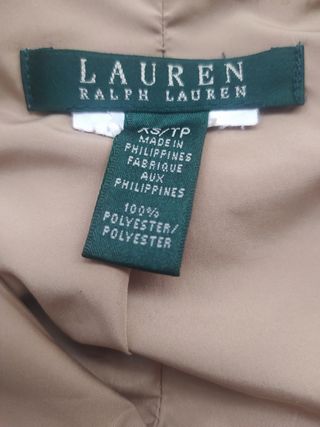 LAUREN
RALPH LAUREN
XS/TP
MADE IN
PHILIPPINES
FABRIQUE
AUX
PHILIPPINES
100%
POLYESTER/
POLYESTER